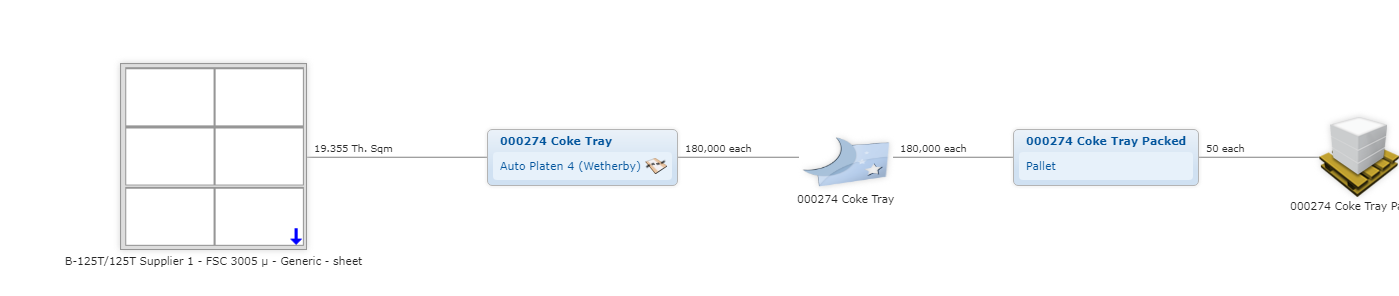 19.355 Th. Sqm
B-125T/125T Supplier 1 - FSC 3005 µ - Generic - sheet
000274 Coke Tray
Auto Platen 4 (Wetherby)
180,000 each
000274 Coke Tray
180,000 each
000274 Coke Tray Packed
Pallet
50 each
000274 Coke Tray